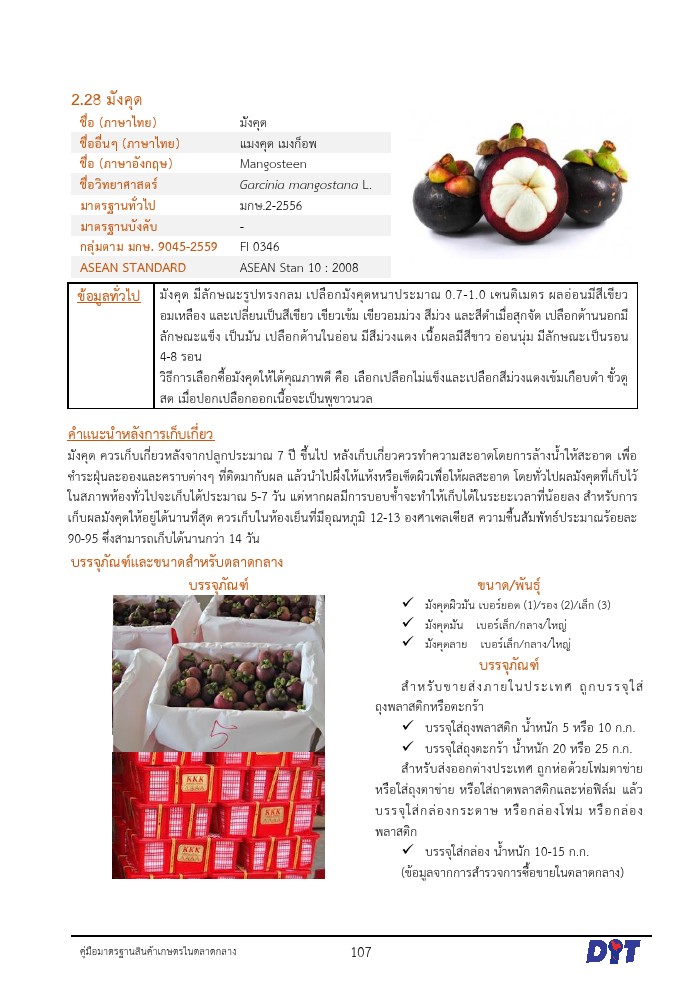 2.28 มังคุด
ชื่อ (ภาษาไทย) มังคุด
ชื่ออื่นๆ (ภาษาไทย) แมงคุด เมงก็อพ
ชื่อ (ภาษาอังกฤษ) Mangosteen
ชื่อวิทยาศาสตร์ Garcinia mangostana L.
มาตรฐานทั่วไป มกษ.2-2556
มาตรฐานบังคับ -
กลุ่มตาม มกษ. 9045-2559 FI 0346
ASEAN STANDARD ASEAN Stan 10 : 2008
ข้อมูลทั่วไป
มังคุด มีลักษณะรูปทรงกลม เปลือกมังคุดหนาประมาณ 0.7-1.0 เซนติเมตร ผลอ่อนมีสีเขียว
อมเหลือง และเปลี่ยนเป็นสีเขียว เขียวเข้ม เขียวอมม่วง สีม่วง และสีดำเมื่อสุกจัด เปลือกด้านนอกมี
ลักษณะแข็ง เป็นมัน เปลือกด้านในอ่อน มีสีม่วงแดง เนื้อผลมีสีขาว อ่อนนุ่ม มีลักษณะเป็นรอน
4-8 รอน
วิธีการเลือกซื้อมังคุดให้ได้คุณภาพดี คือ เลือกเปลือกไม่แข็งและเปลือกสีม่วงแดงเข้มเกือบดำ ขั้วดู
สด เมื่อปอกเปลือกออกเนื้อจะเป็นพูขาวนวล
คำแนะนำหลังการเก็บเกี่ยว
มังคุด ควรเก็บเกี่ยวหลังจากปลูกประมาณ 7 ปี ขึ้นไป หลังเก็บเกี่ยวควรทำความสะอาดโดยการล้างน้ำให้สะอาด เพื่อ
ชำระฝุ่นละอองและคราบต่างๆ ที่ติดมากับผล แล้วนำไปผึ่งให้แห้งหรือเช็ดผิวเพื่อให้ผลสะอาด โดยทั่วไปผลมังคุดที่เก็บไว้
ในสภาพห้องทั่วไปจะเก็บได้ประมาณ 5-7 วัน แต่หากผลมีการบอบช้ำจะทำให้เก็บได้ในระยะเวลาที่น้อยลง สำหรับการ
เก็บผลมังคุดให้อยู่ได้นานที่สุด ควรเก็บในห้องเย็นที่มีอุณหภูมิ 12-13 องศาเซลเซียส ความชื้นสัมพัทธ์ประมาณร้อยละ
90-95 ซึ่งสามารถเก็บได้นานกว่า 14 วัน
บรรจุภัณฑ์และขนาดสำหรับตลาดกลาง
บรรจุภัณฑ์
5
KKK
KKK
KKK
KKK
ขนาด/พันธุ์
✓ มังคุดผิวมัน เบอร์ยอด (1)/รอง (2)/เล็ก (3)
✓ มังคุดมัน เบอร์เล็ก/กลาง/ใหญ่
✓ มังคุดลาย เบอร์เล็ก/กลาง/ใหญ่
บรรจุภัณฑ์
สำหรับขายส่งภายในประเทศ ถูกบรรจุใส่
ถุงพลาสติกหรือตะกร้า
✓ บรรจุใส่ถุงพลาสติก น้ำหนัก 5 หรือ 10 ก.ก.
✓ บรรจุใส่ถุงตะกร้า น้ำหนัก 20 หรือ 25 ก.ก.
สำหรับส่งออกต่างประเทศ ถูกห่อด้วยโฟมตาข่าย
หรือใส่ถุงตาข่าย หรือใส่ถาดพลาสติกและห่อฟิล์ม แล้ว
บรรจุใส่กล่องกระดาษ หรือกล่องโฟม หรือกล่อง
พลาสติก
✓ บรรจุใส่กล่อง น้ำหนัก 10-15 ก.ก.
(ข้อมูลจากการสำรวจการซื้อขายในตลาดกลาง)
คู่มือมาตรฐานสินค้าเกษตรในตลาดกลาง 107 DIT